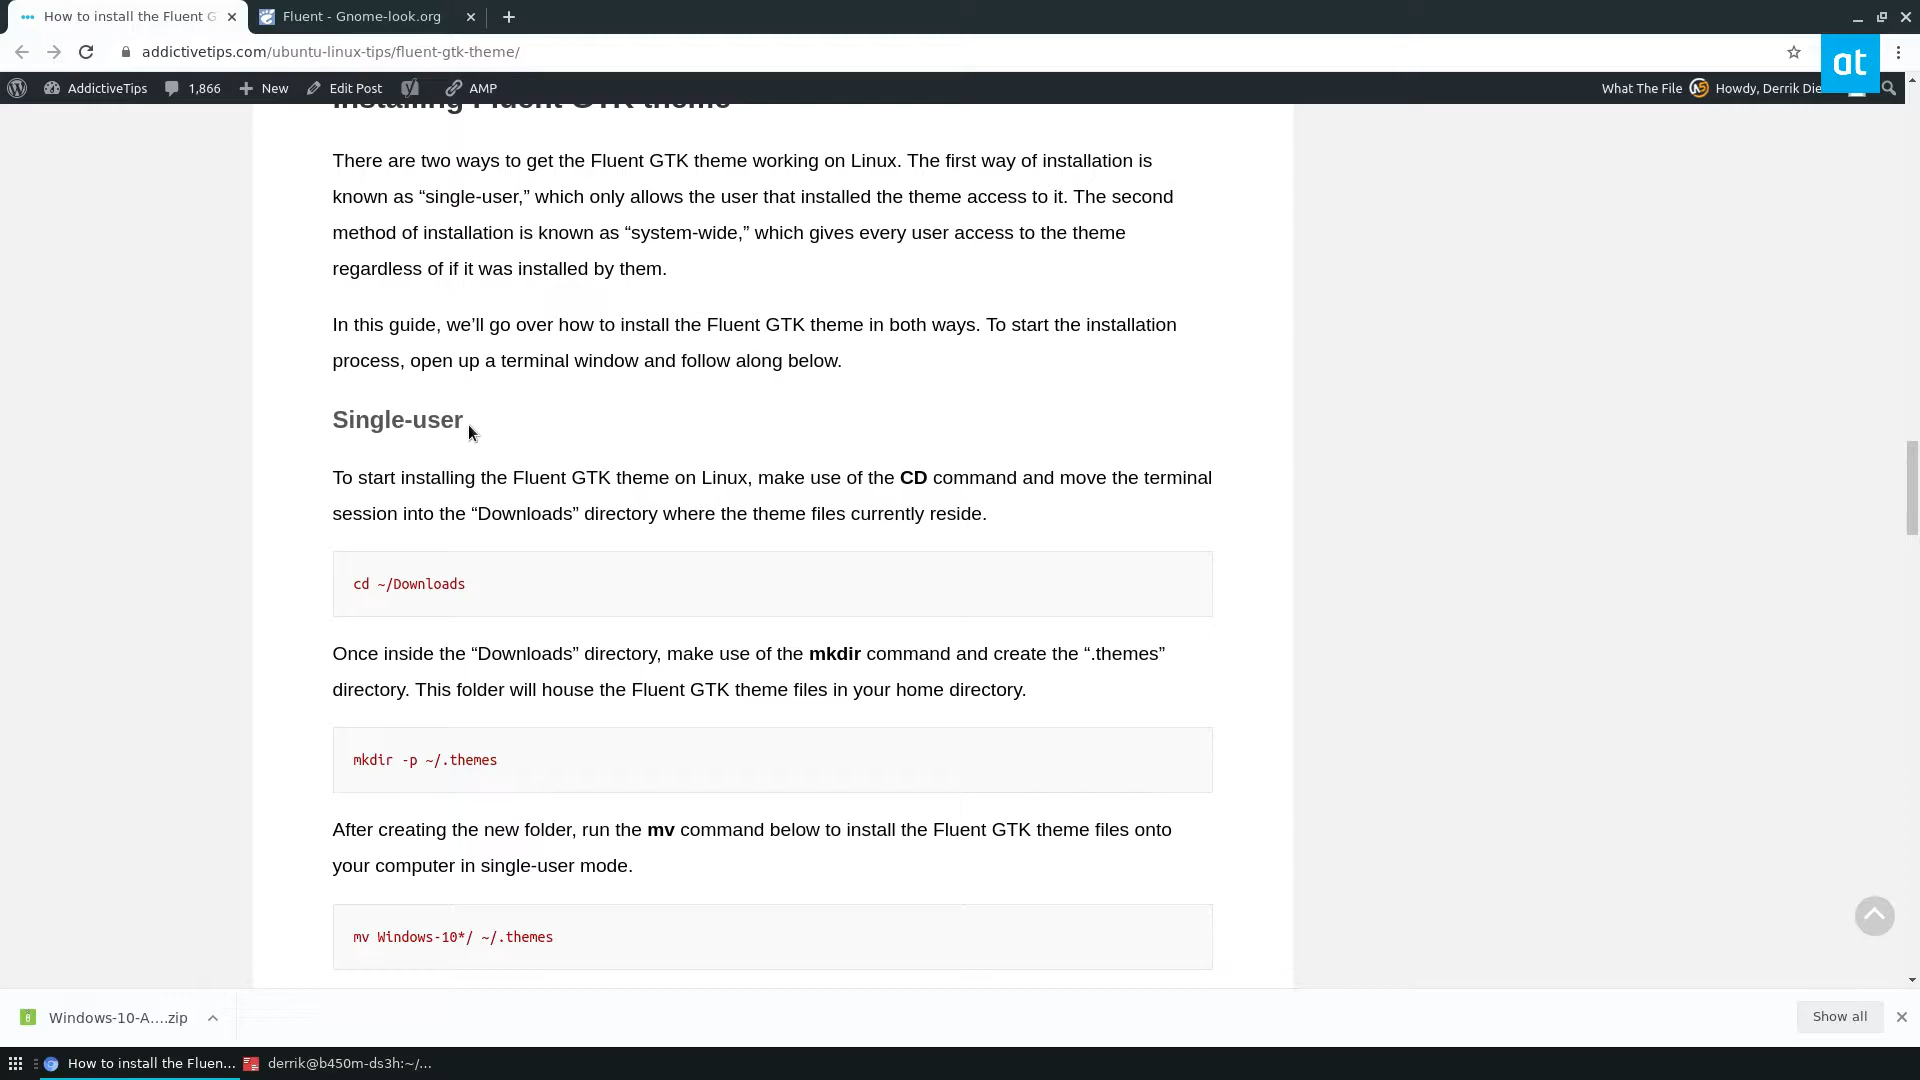 How to install the Fluent G
Fluent - Gnome-look.org
addictivetips.com/ubuntu-linux-tips/fluent-gtk-theme/
at
AddictiveTips
1,866
New
Edit Post
AMP
What The File
Howdy, Derrik Die
Installing Fluent GTK theme
There are two ways to get the Fluent GTK theme working on Linux. The first way of installation is
known as “single-user,” which only allows the user that installed the theme access to it. The second
method of installation is known as “system-wide,” which gives every user access to the theme
regardless of if it was installed by them.
In this guide, we’ll go over how to install the Fluent GTK theme in both ways. To start the installation
process, open up a terminal window and follow along below.
Single-user
To start installing the Fluent GTK theme on Linux, make use of the CD command and move the terminal
session into the “Downloads” directory where the theme files currently reside.
cd ~/Downloads
Once inside the “Downloads” directory, make use of the mkdir command and create the “.themes”
directory. This folder will house the Fluent GTK theme files in your home directory.
mkdir -p ~/.themes
After creating the new folder, run the mv command below to install the Fluent GTK theme files onto
your computer in single-user mode.
mv Windows-10*/ ~/.themes
Windows-10-A....zip
Show all
How to install the Fluen...
derrik@b450m-ds3h:~/...